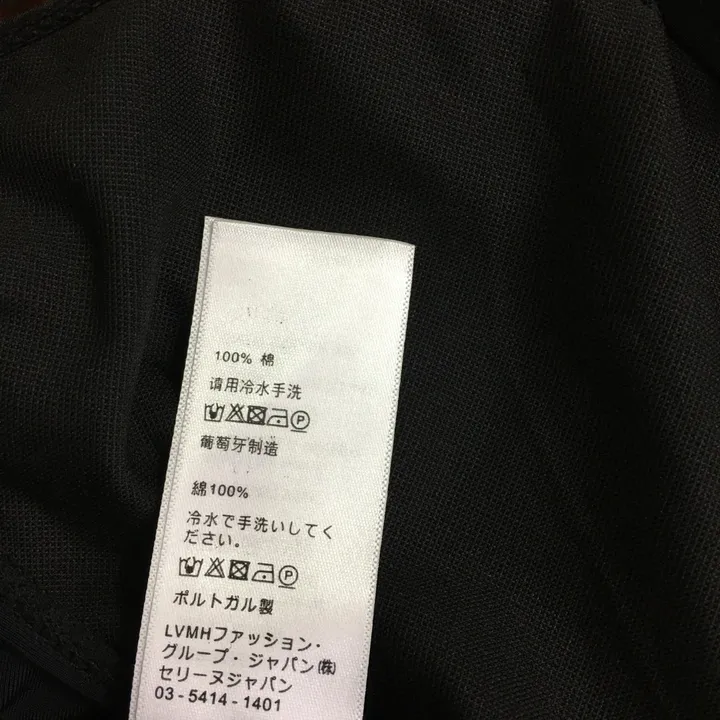 100% 棉
请用冷水手洗
P
葡萄牙制造
綿100%
冷水で手洗いしてく
ださい。
P
ポルトガル製
LVMHファッション・
グループ・ジャパン㈱
セリーヌジャパン
03-5414-1401